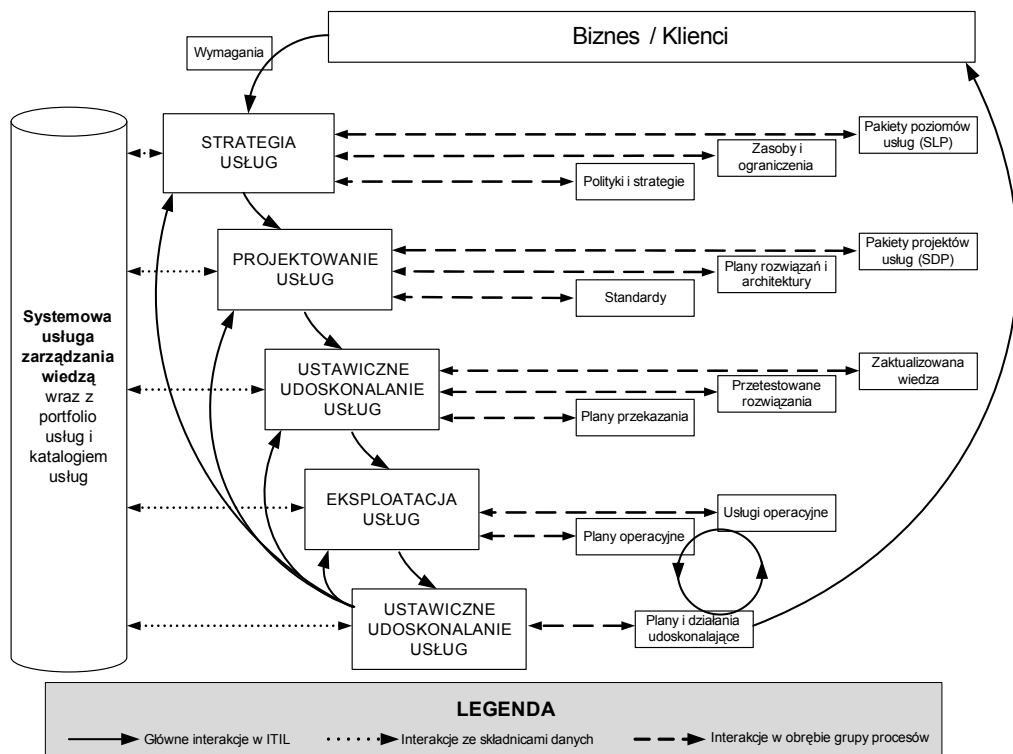 Biznes / Klienci
Wymagania
STRATEGIA
USŁUG
Pakiety poziomów
usług (SLP)
Zasoby i
ograniczenia
Polityki i strategie
PROJEKTOWANIE
USŁUG
Pakiety projektów
usług (SDP)
Plany rozwiązań i
architektury
Standardy
Systemowa
usługa
zarządzania
wiedzą
wraz z
portfolio
usług i
katalogiem
usług
USTAWICZNE
UDOSKONALANIE
USŁUG
Zaktualizowana
wiedza
Przetestowane
rozwiązania
Plany przekazania
EKSPLOATACJA
USŁUG
Usługi operacyjne
Plany operacyjne
USTAWICZNE
UDOSKONALANIE
USŁUG
Plany i działania
udoskonalające
LEGENDA
Główne interakcje w ITIL
Interakcje ze składnicami danych
Interakcje w obrębie grupy procesów